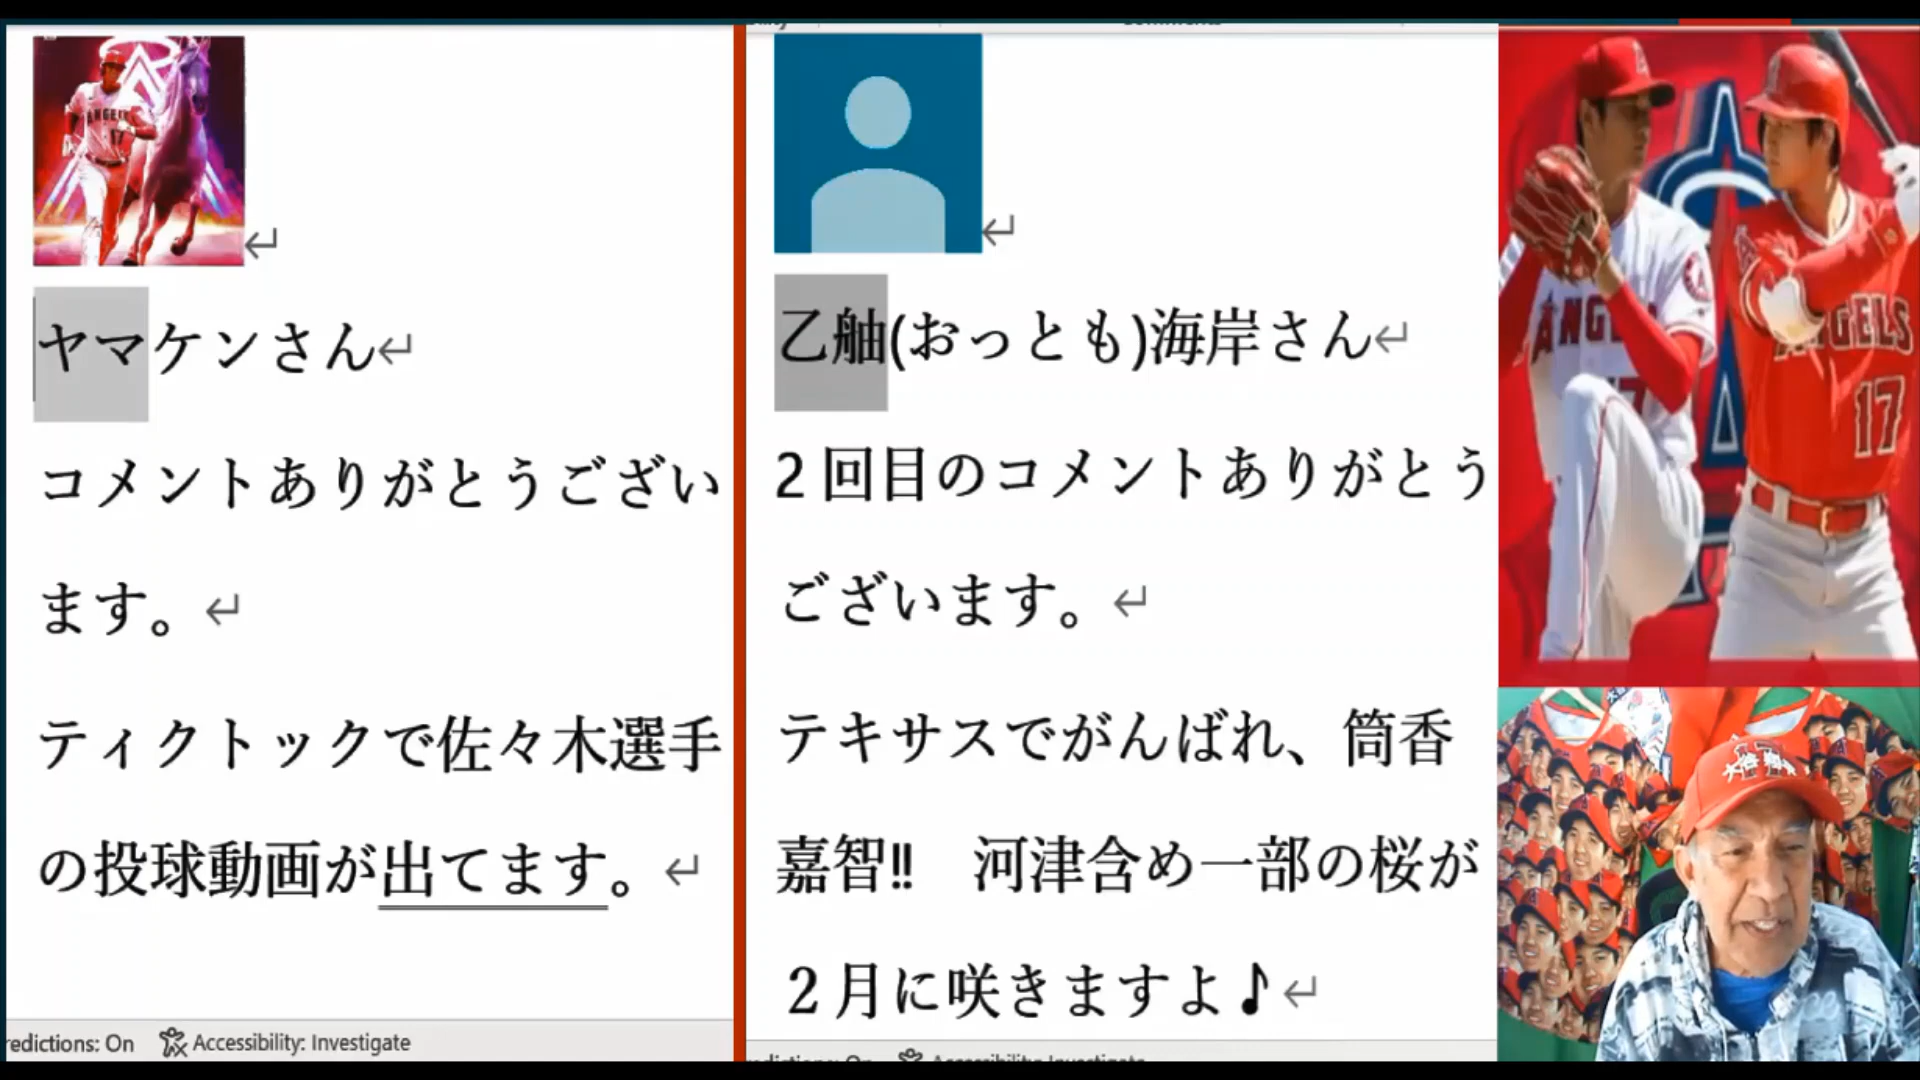 ヤマケンさん
コメントありがとうござい
ます。
ティクトックで佐々木選手
の投球動画が出てます。
redictions: On Accessibility: Investigate
乙舳(おっとも)海岸さん
2回目のコメントありがとう
ございます。
テキサスでがんばれ、筒香
嘉智‼ 河津含め一部の桜が
2月に咲きますよ♪
ANGELS
17
ANGELS
17